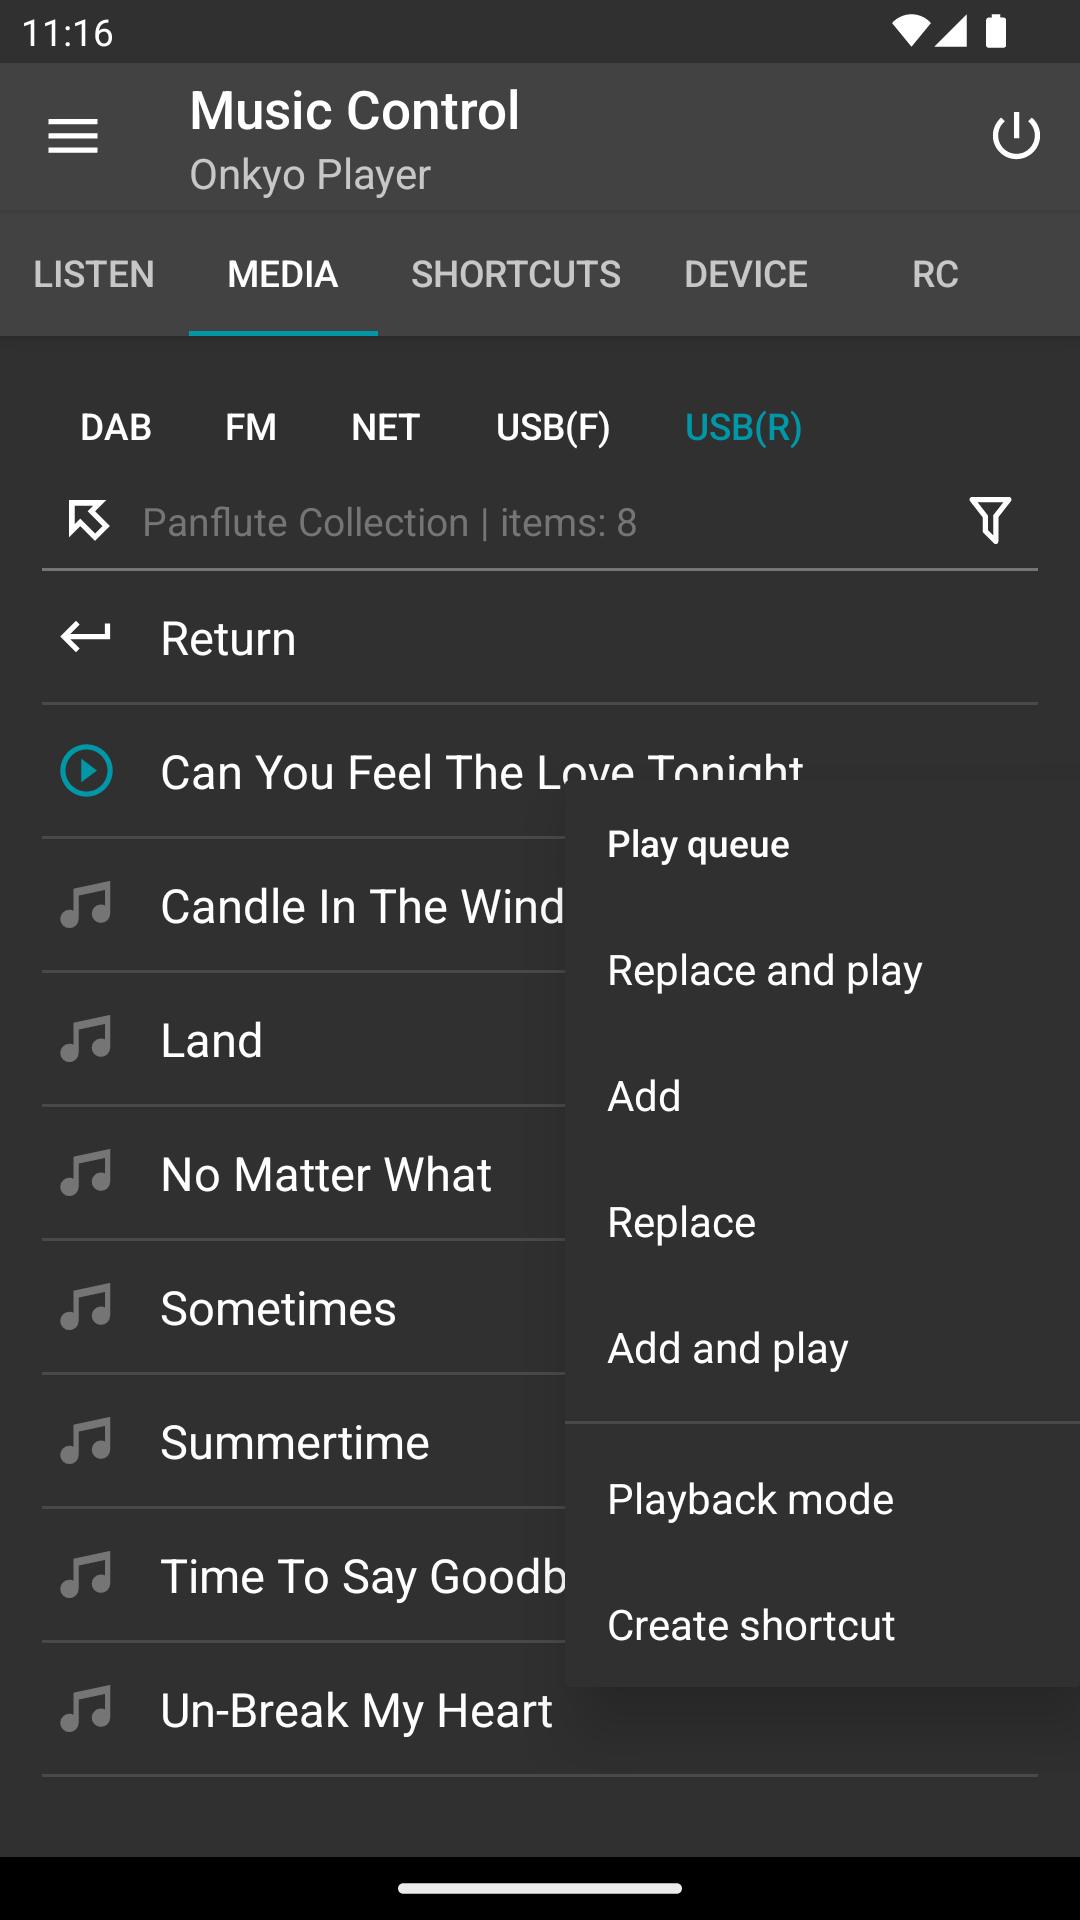 11:16
Music Control
Onkyo Player
LISTEN MEDIA SHORTCUTS DEVICE RC
DAB FM NET USB(F) USB(R)
Panflute Collection | items: 8
Return
Can You Feel The Love Tonight
Candle In The Wind
Land
No Matter What
Sometimes
Summertime
Time To Say Goodb
Un-Break My Heart
Play queue
Replace and play
Add
Replace
Add and play
Playback mode
Create shortcut